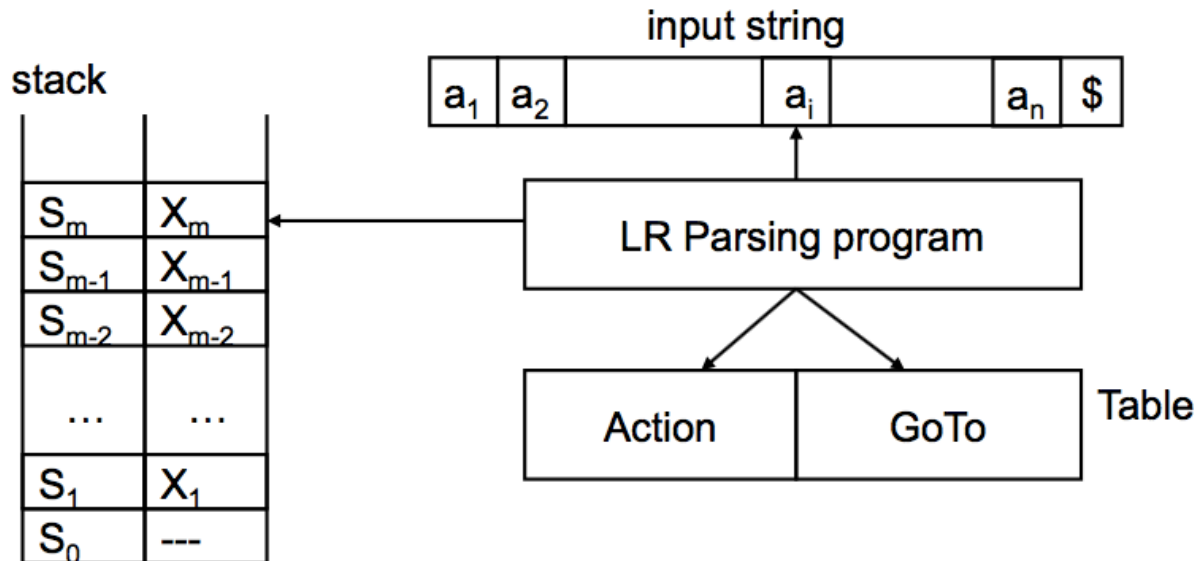 input string
stack
a₁ a₂ aᵢ aₙ $
Sₘ Xₘ
LR Parsing program
Sₘ₋₁ Xₘ₋₁
Sₘ₋₂ Xₘ₋₂
... ...
Action GoTo Table
S₁ X₁
S₀ ---